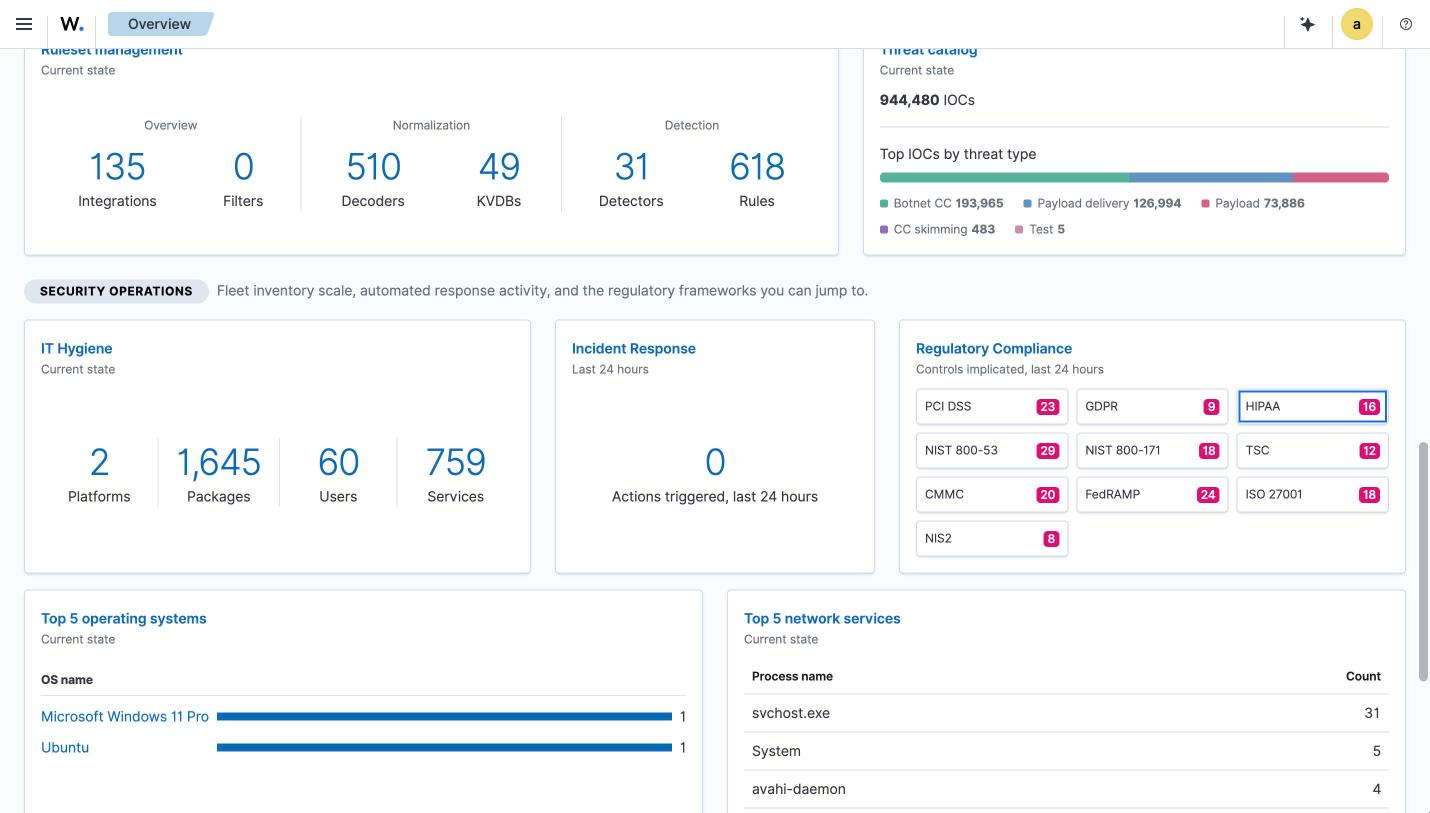 W.
Overview
a
Ruleset management
Current state
Overview
135
Integrations
0
Filters
Normalization
510
Decoders
49
KVDBs
Detection
31
Detectors
618
Rules
Threat catalog
Current state
944,480 IOCs
Top IOCs by threat type
Botnet CC 193,965
Payload delivery 126,994
Payload 73,886
CC skimming 483
Test 5
SECURITY OPERATIONS
Fleet inventory scale, automated response activity, and the regulatory frameworks you can jump to.
IT Hygiene
Current state
2
Platforms
1,645
Packages
60
Users
759
Services
Incident Response
Last 24 hours
0
Actions triggered, last 24 hours
Regulatory Compliance
Controls implicated, last 24 hours
PCI DSS 23
GDPR 9
HIPAA 16
NIST 800-53 29
NIST 800-171 18
TSC 12
CMMC 20
FedRAMP 24
ISO 27001 18
NIS2 8
Top 5 operating systems
Current state
OS name
Microsoft Windows 11 Pro 1
Ubuntu 1
Top 5 network services
Current state
Process name Count
svchost.exe 31
System 5
avahi-daemon 4